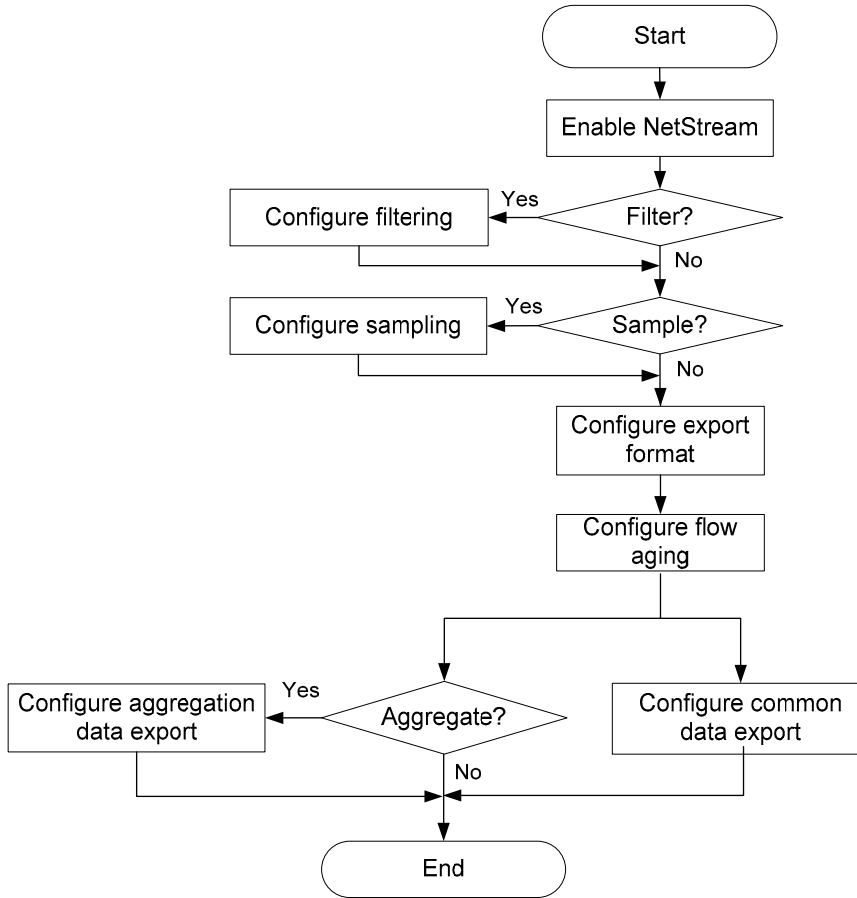 Start
Enable NetStream
Yes
Configure filtering
Filter?
No
Yes
Configure sampling
Sample?
No
Configure export
format
Configure flow
aging
Configure aggregation
data export
Yes
Aggregate?
Configure common
data export
No
End